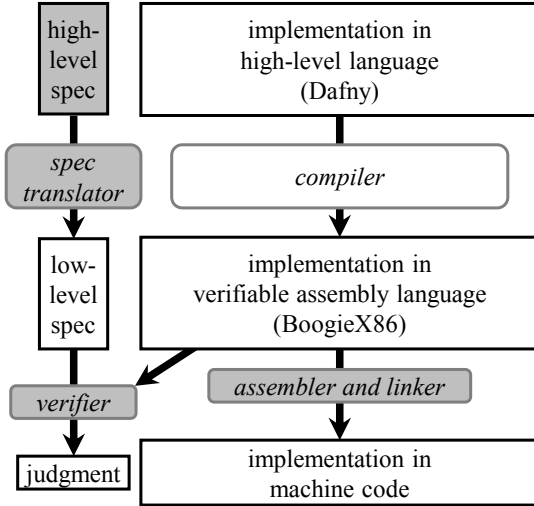 high-
level
spec
implementation in
high-level language
(Dafny)
spec
translator
compiler
low-
level
spec
implementation in
verifiable assembly language
(BoogieX86)
verifier
assembler and linker
judgment
implementation in
machine code